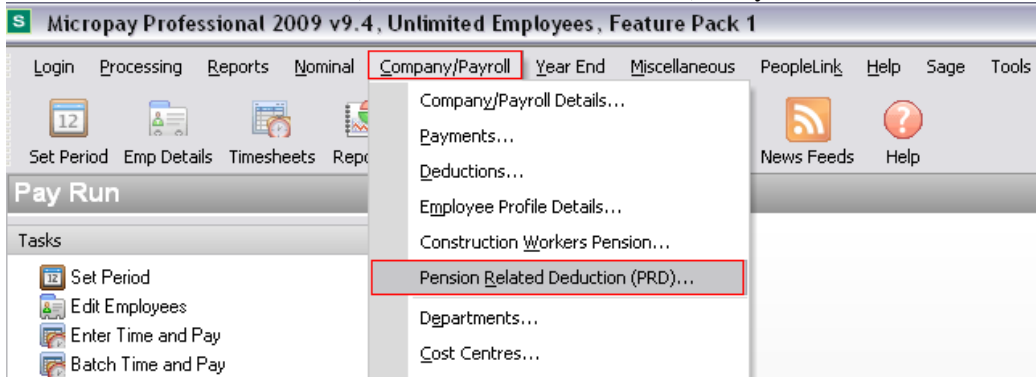 S Micropay Professional 2009 v9.4, Unlimited Employees, Feature Pack 1
Login Processing Reports Nominal Company/Payroll Year End Miscellaneous PeopleLink Help Sage Tools
Company/Payroll Details...
Payments...
Deductions...
Employee Profile Details...
Construction Workers Pension...
Pension Related Deduction (PRD)...
Departments...
Cost Centres...
12
Set Period Emp Details Timesheets Repo News Feeds ? Help
Pay Run
Tasks
12 Set Period
Edit Employees
Enter Time and Pay
Batch Time and Pay